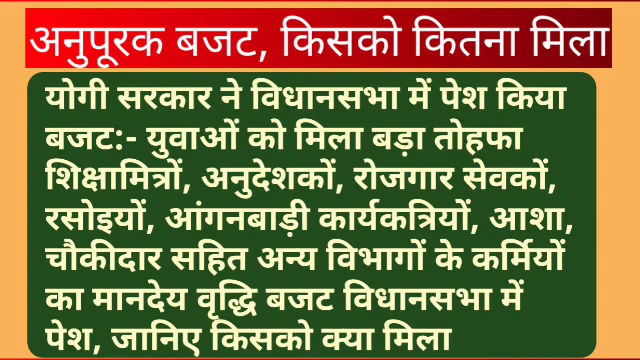 अनुपूरक बजट, किसको कितना मिला
योगी सरकार ने विधानसभा में पेश किया
बजट:- युवाओं को मिला बड़ा तोहफा
शिक्षामित्रों, अनुदेशकों, रोजगार सेवकों,
रसोइयों, आंगनबाड़ी कार्यकत्रियों, आशा,
चौकीदार सहित अन्य विभागों के कर्मियों
का मानदेय वृद्धि बजट विधानसभा में
पेश, जानिए किसको क्या मिला